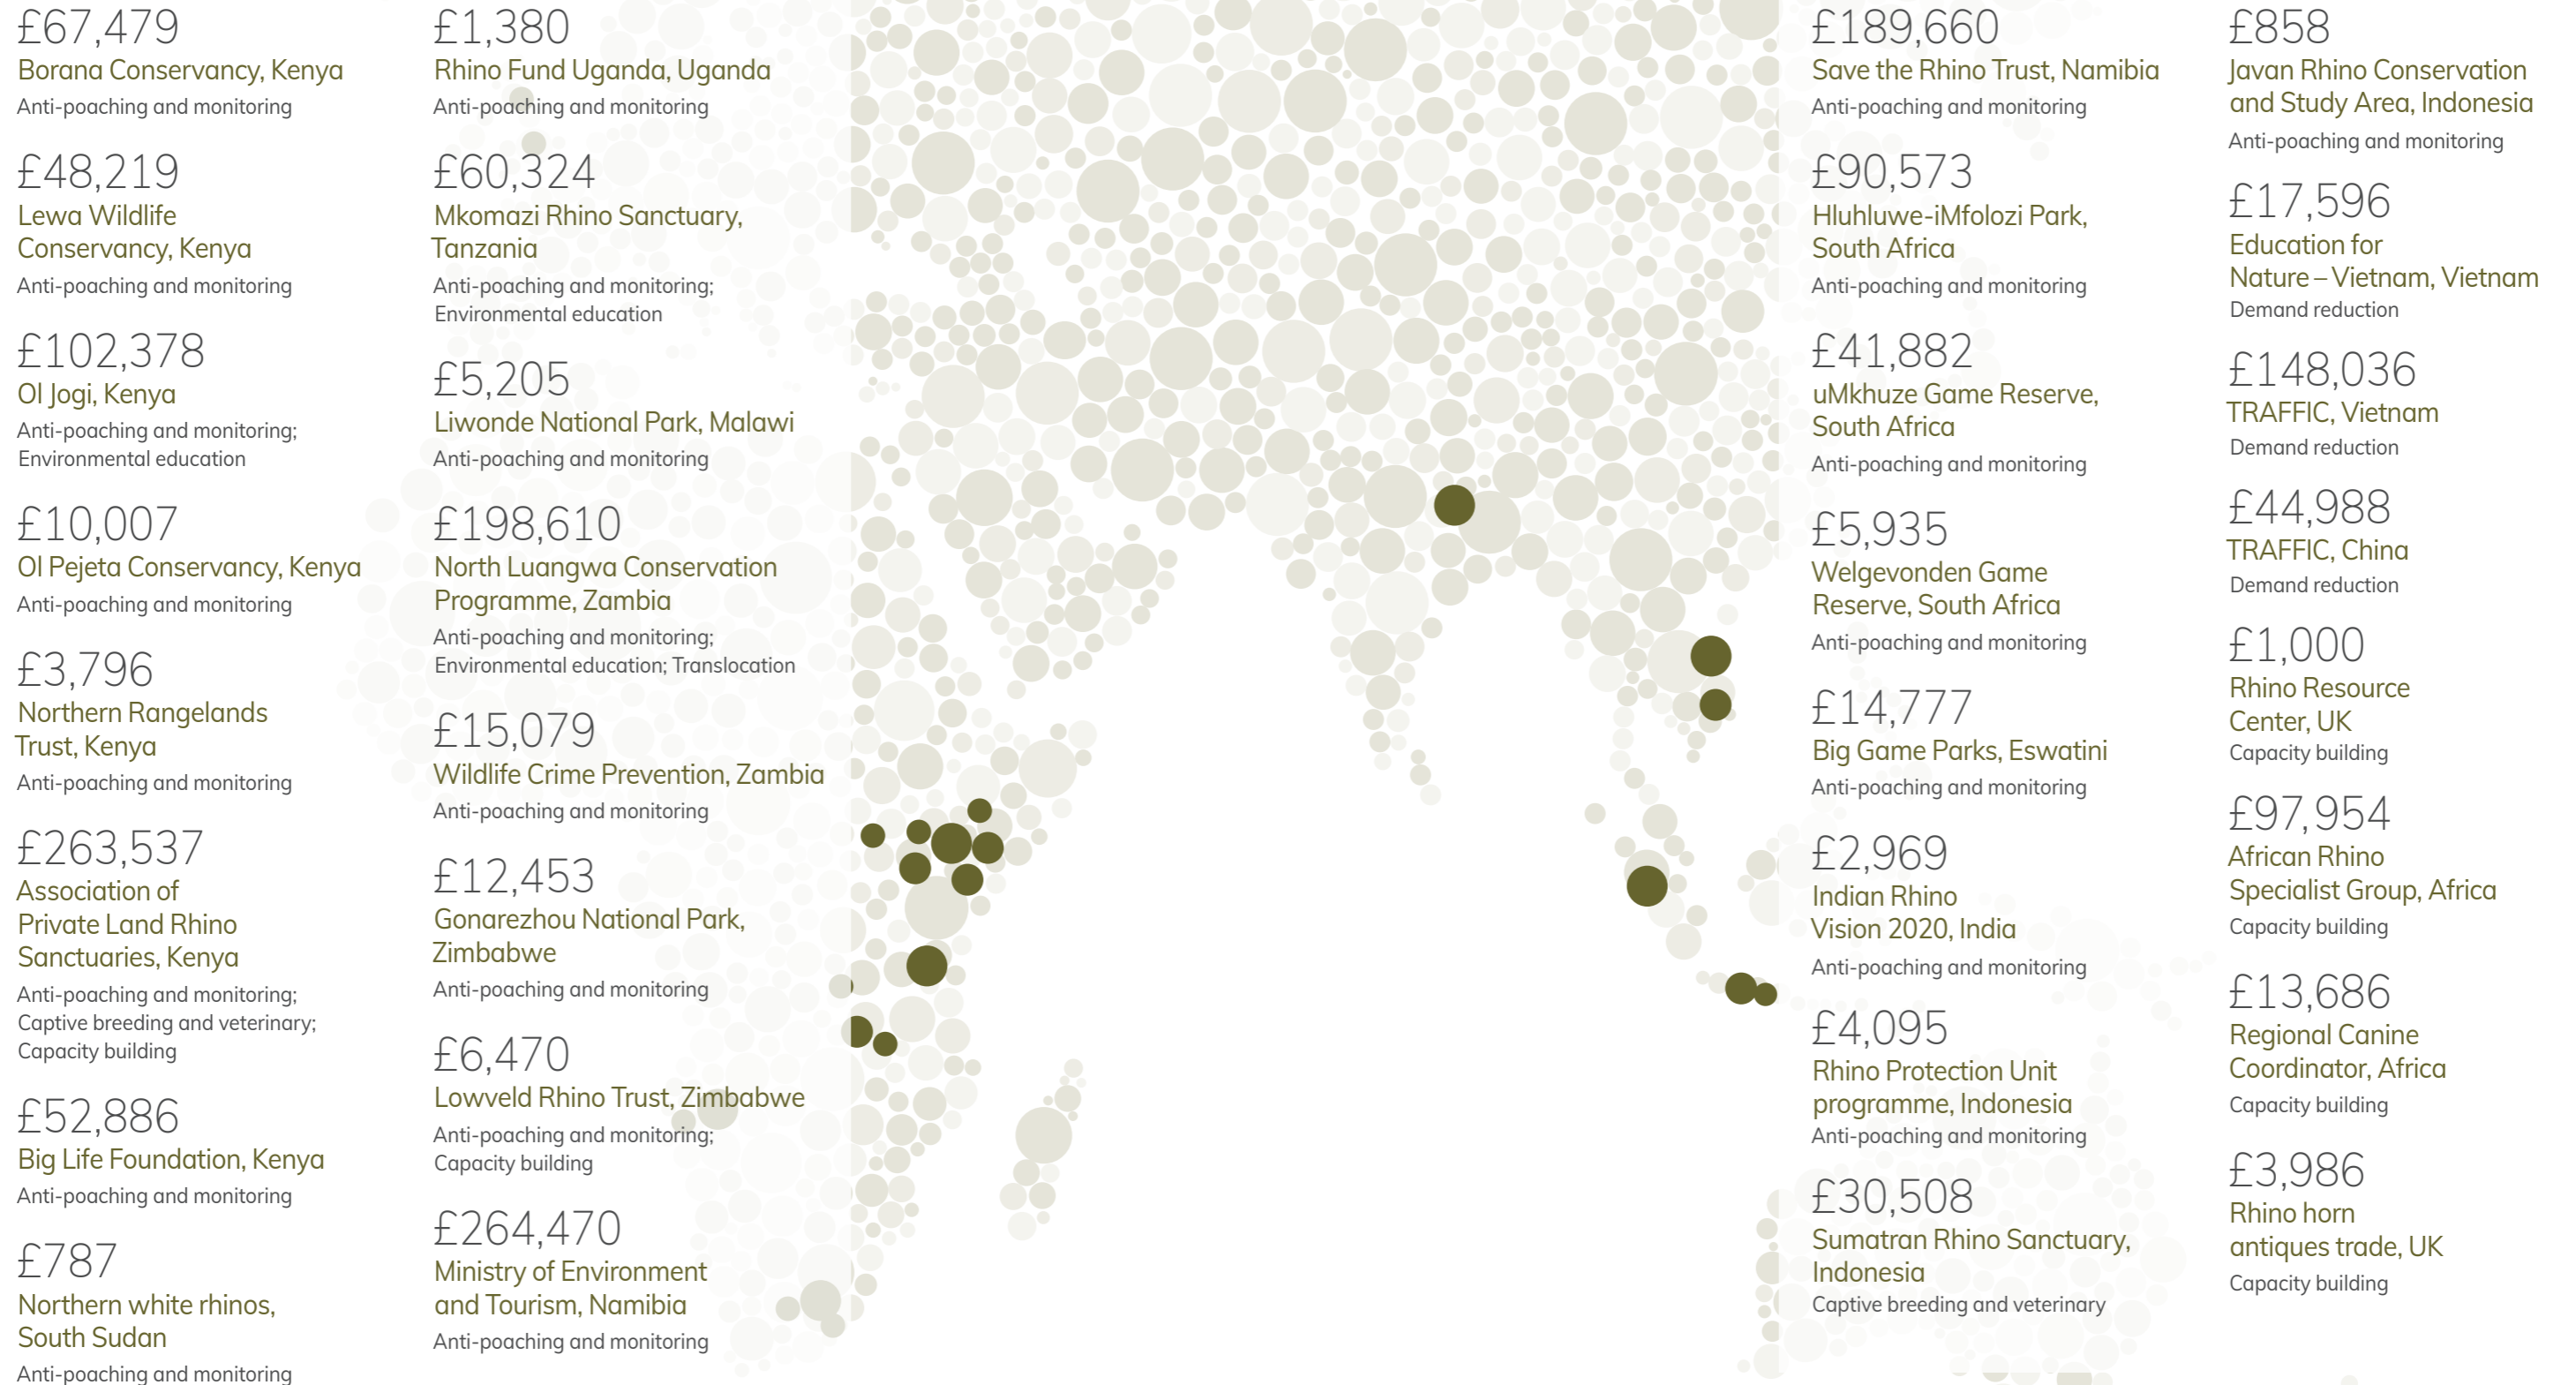 £67,479
Borana Conservancy, Kenya
Anti-poaching and monitoring
£48,219
Lewa Wildlife
Conservancy, Kenya
Anti-poaching and monitoring
£102,378
Ol Jogi, Kenya
Anti-poaching and monitoring;
Environmental education
£10,007
Ol Pejeta Conservancy, Kenya
Anti-poaching and monitoring
£3,796
Northern Rangelands
Trust, Kenya
Anti-poaching and monitoring
£263,537
Association of
Private Land Rhino
Sanctuaries, Kenya
Anti-poaching and monitoring;
Captive breeding and veterinary;
Capacity building
£52,886
Big Life Foundation, Kenya
Anti-poaching and monitoring
£787
Northern white rhinos,
South Sudan
Anti-poaching and monitoring
£1,380
Rhino Fund Uganda, Uganda
Anti-poaching and monitoring
£60,324
Mkomazi Rhino Sanctuary,
Tanzania
Anti-poaching and monitoring;
Environmental education
£5,205
Liwonde National Park, Malawi
Anti-poaching and monitoring
£198,610
North Luangwa Conservation
Programme, Zambia
Anti-poaching and monitoring;
Environmental education; Translocation
£15,079
Wildlife Crime Prevention, Zambia
Anti-poaching and monitoring
£12,453
Gonarezhou National Park,
Zimbabwe
Anti-poaching and monitoring
£6,470
Lowveld Rhino Trust, Zimbabwe
Anti-poaching and monitoring;
Capacity building
£264,470
Ministry of Environment
and Tourism, Namibia
Anti-poaching and monitoring
£189,660
Save the Rhino Trust, Namibia
Anti-poaching and monitoring
£90,573
Hluhluwe-iMfolozi Park,
South Africa
Anti-poaching and monitoring
£41,882
uMkhuze Game Reserve,
South Africa
Anti-poaching and monitoring
£5,935
Welgevonden Game
Reserve, South Africa
Anti-poaching and monitoring
£14,777
Big Game Parks, Eswatini
Anti-poaching and monitoring
£2,969
Indian Rhino
Vision 2020, India
Anti-poaching and monitoring
£4,095
Rhino Protection Unit
programme, Indonesia
Anti-poaching and monitoring
£30,508
Sumatran Rhino Sanctuary,
Indonesia
Captive breeding and veterinary
£858
Javan Rhino Conservation
and Study Area, Indonesia
Anti-poaching and monitoring
£17,596
Education for
Nature – Vietnam, Vietnam
Demand reduction
£148,036
TRAFFIC, Vietnam
Demand reduction
£44,988
TRAFFIC, China
Demand reduction
£1,000
Rhino Resource
Center, UK
Capacity building
£97,954
African Rhino
Specialist Group, Africa
Capacity building
£13,686
Regional Canine
Coordinator, Africa
Capacity building
£3,986
Rhino horn
antiques trade, UK
Capacity building